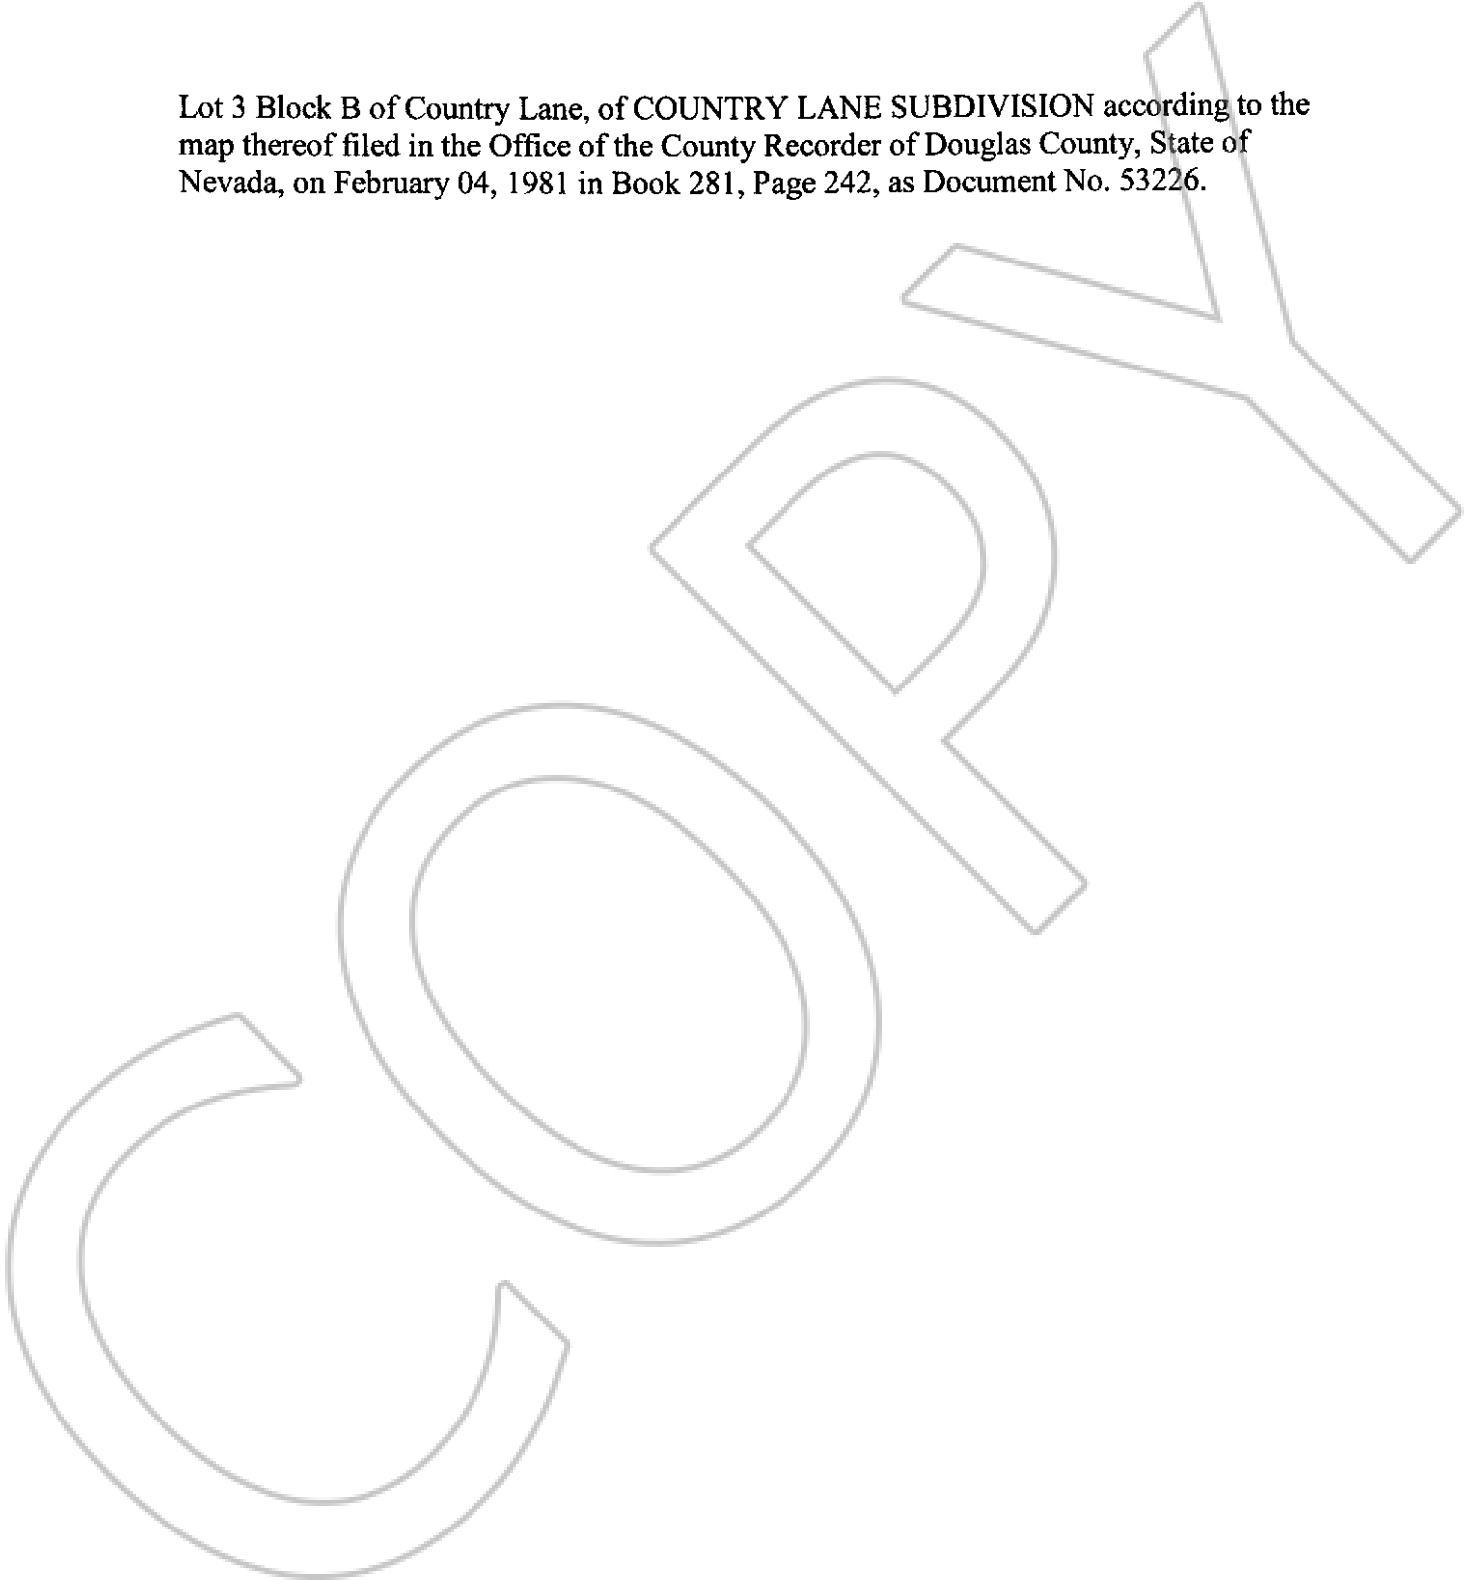 Lot 3 Block B of Country Lane, of COUNTRY LANE SUBDIVISION according to the
map thereof filed in the Office of the County Recorder of Douglas County, State of
Nevada, on February 04, 1981 in Book 281, Page 242, as Document No. 53226.
COPY